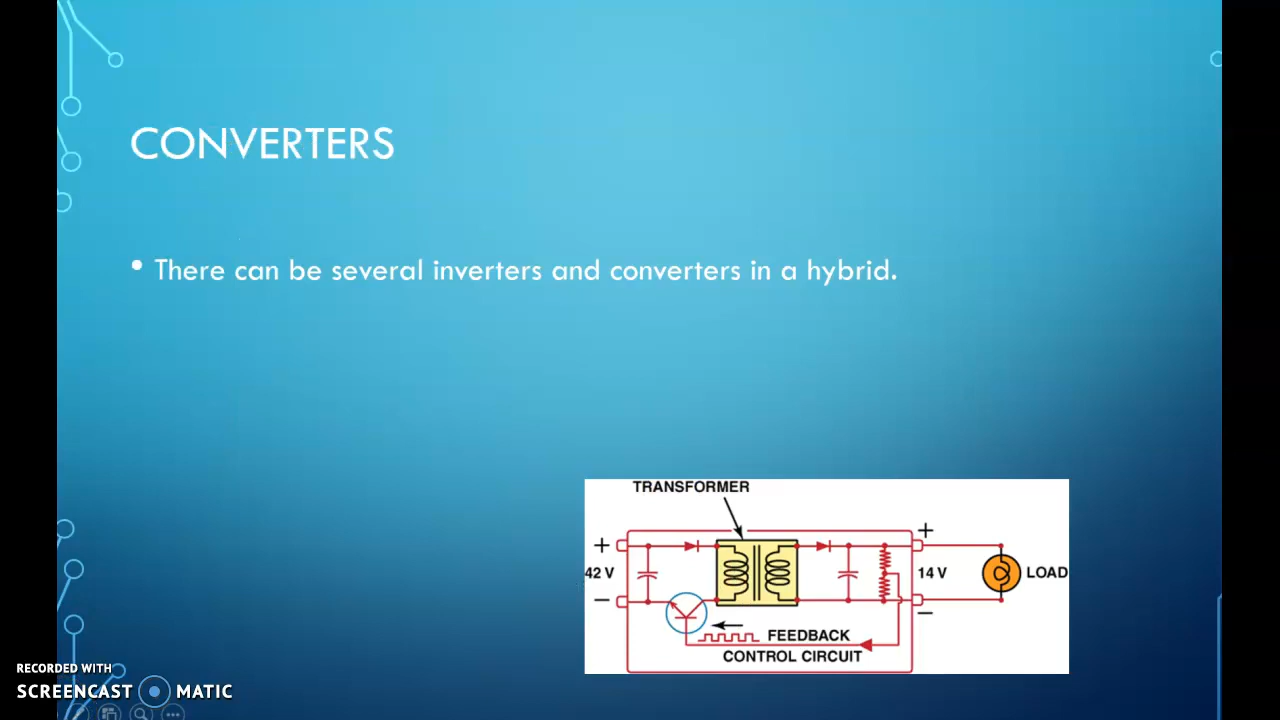 CONVERTERS
• There can be several inverters and converters in a hybrid.
TRANSFORMER
+
+
42 V
14 V
LOAD
−
−
FEEDBACK
CONTROL CIRCUIT
RECORDED WITH
SCREENCAST MATIC